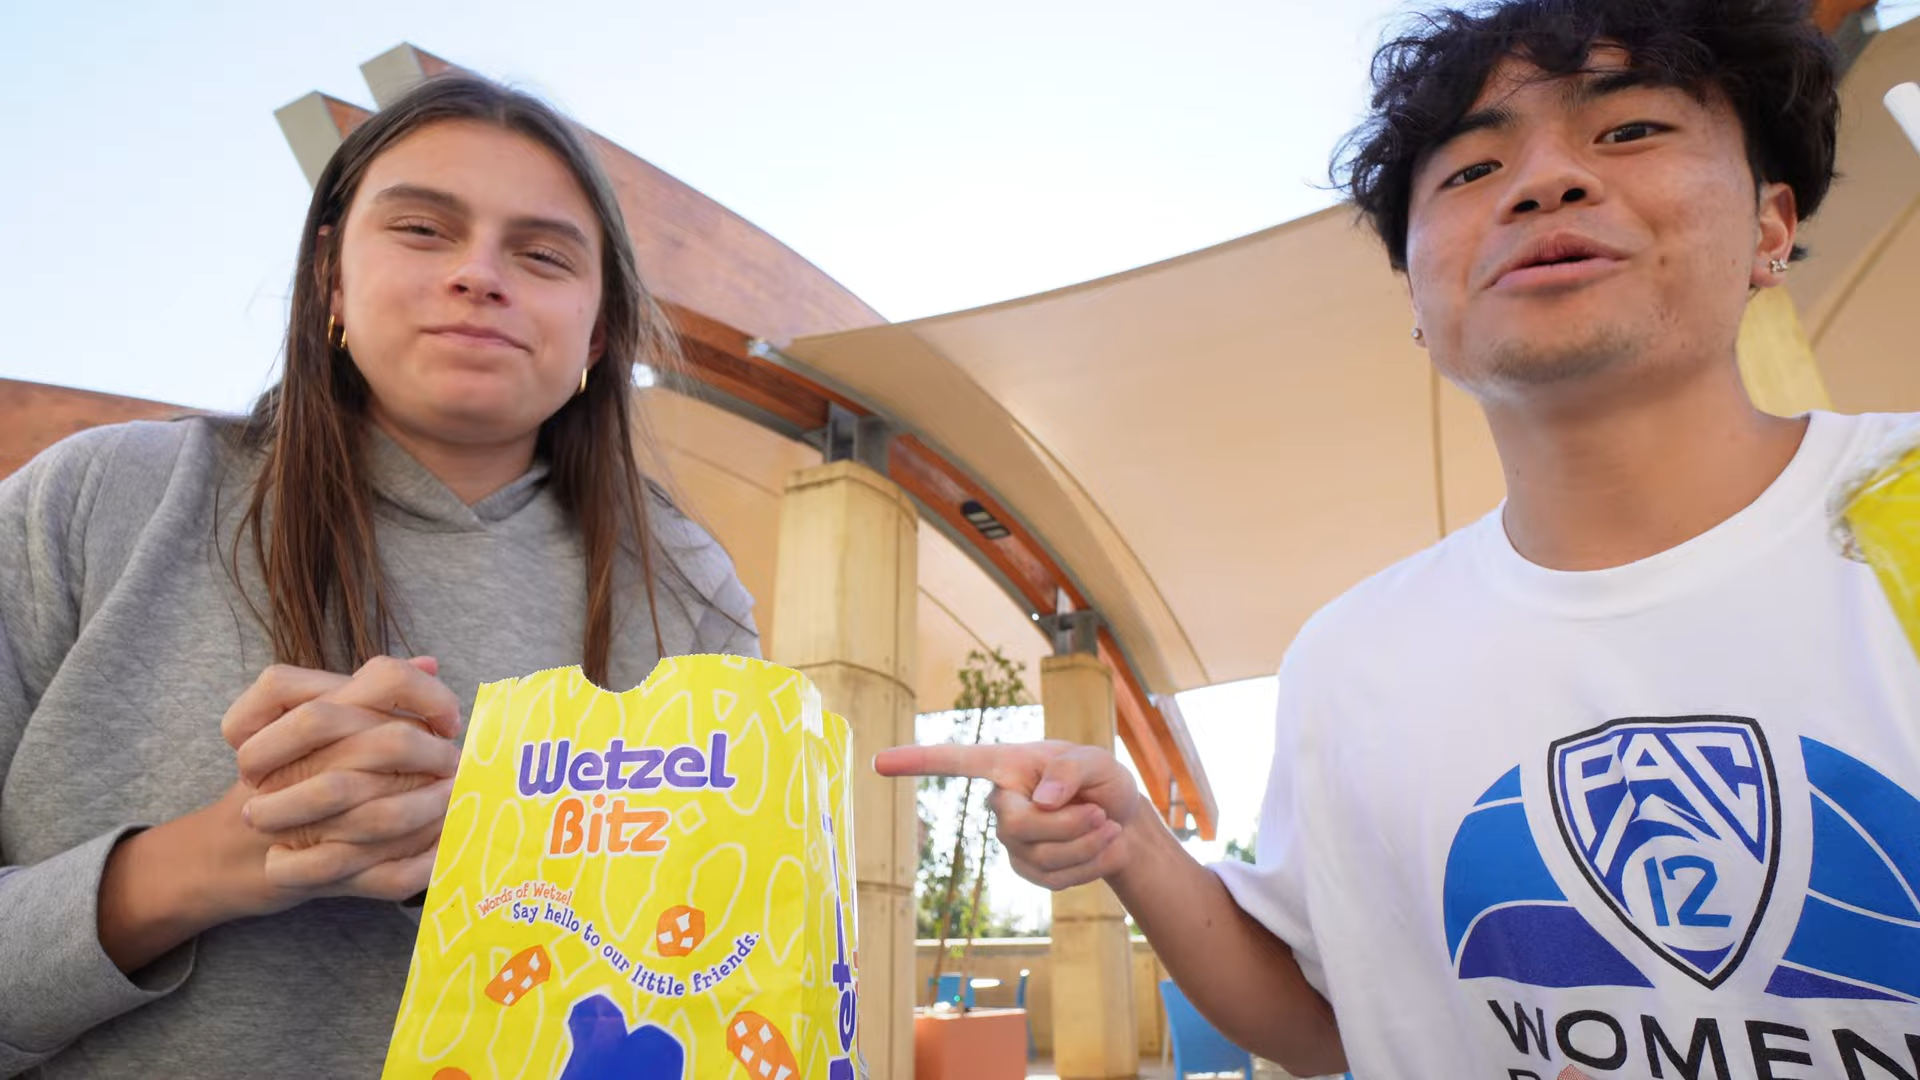 Wetzel
Bitz
Words of Wetzel
Say hello to our little friends.
PAC
12
WOMEN